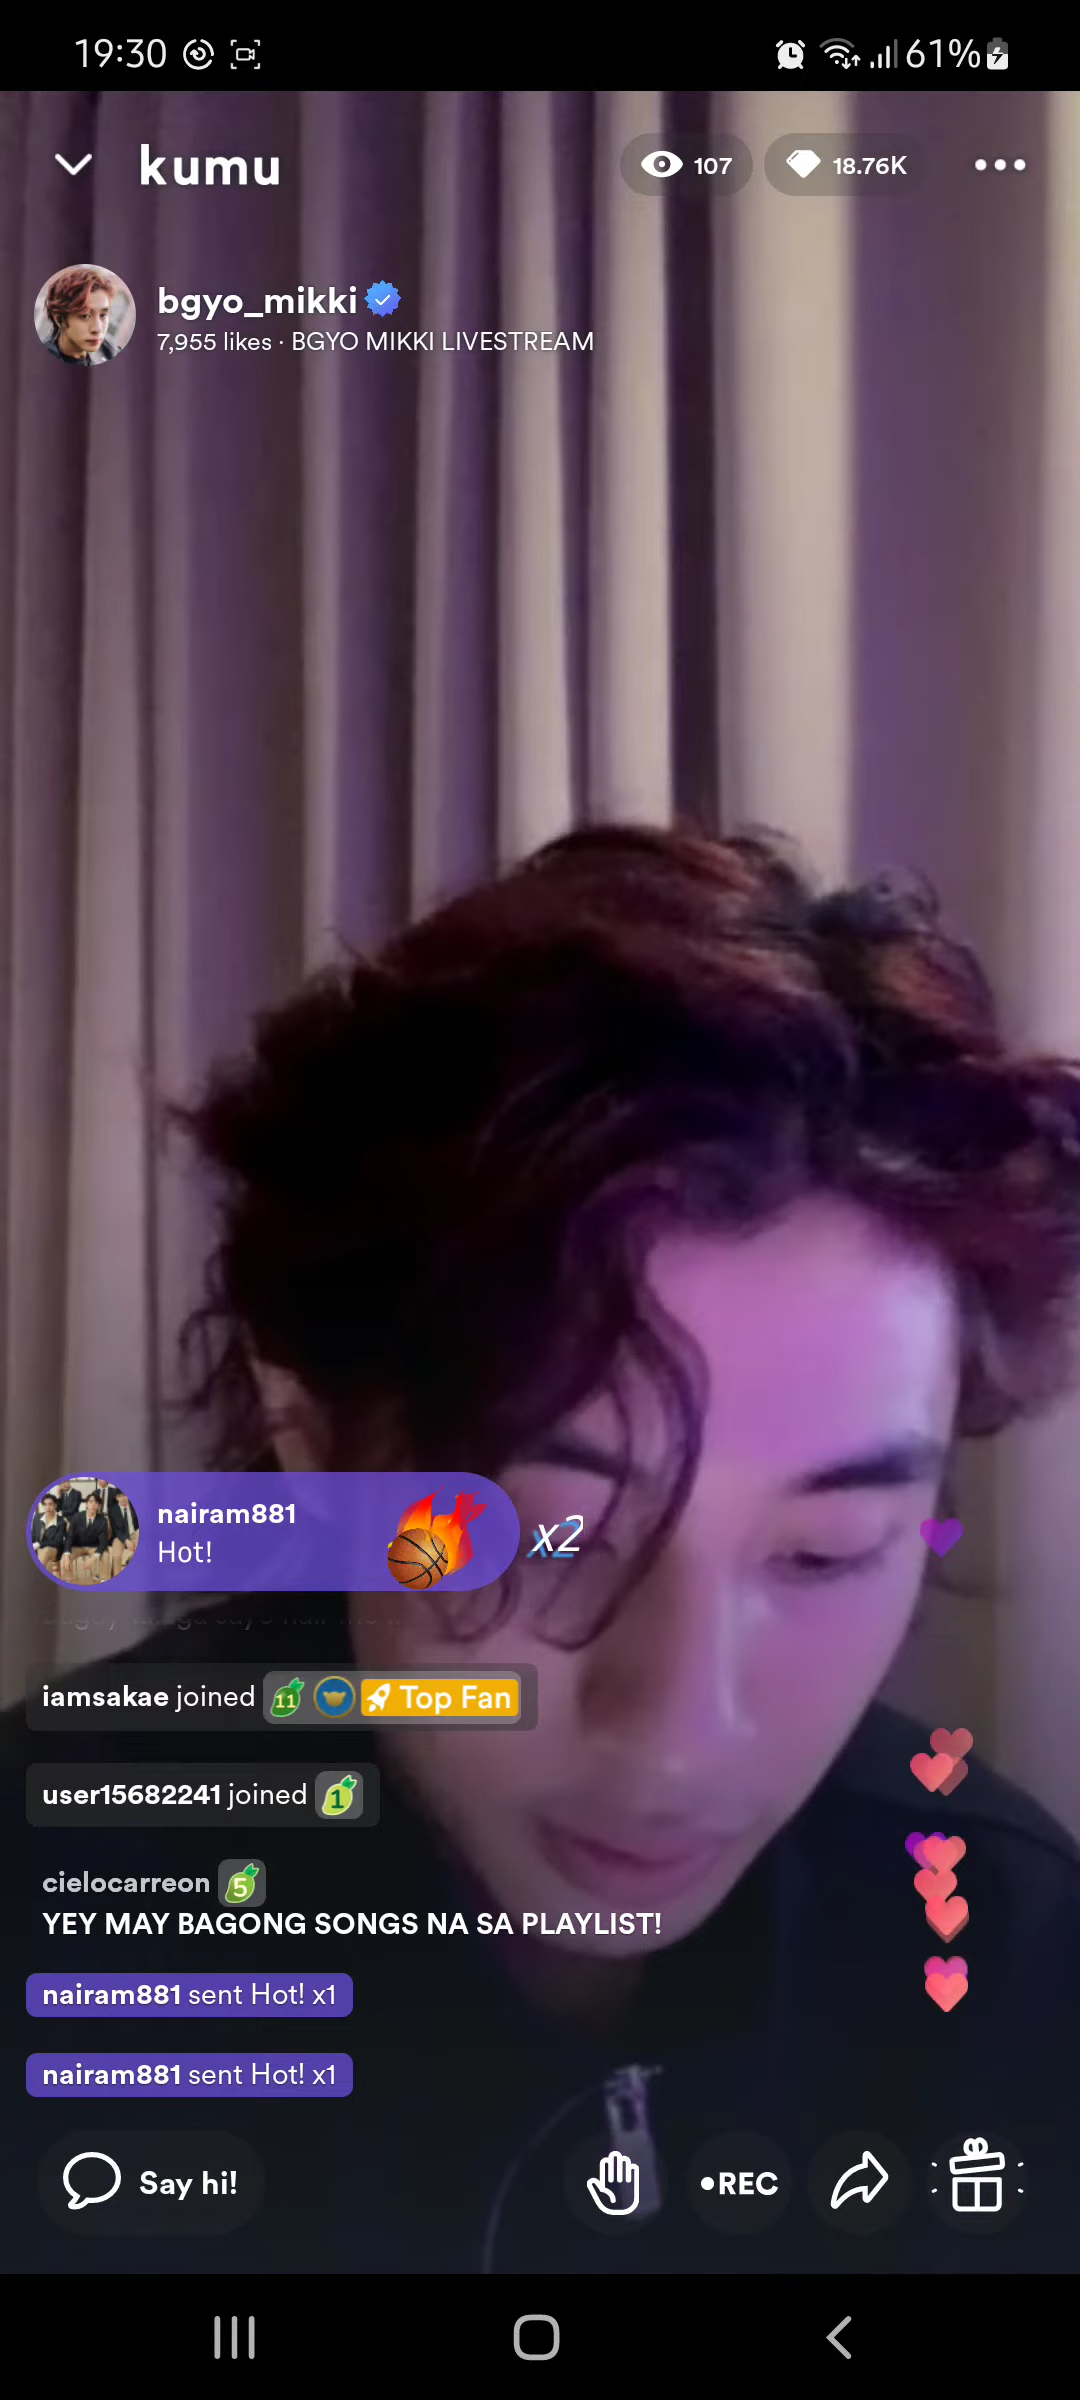 19:30
61%
kumu
107
18.76K
bgyo_mikki
7,955 likes · BGYO MIKKI LIVESTREAM
nairam881
Hot!
x2
iamsakae joined 11 Top Fan
user15682241 joined 1
cielocarreon 5
YEY MAY BAGONG SONGS NA SA PLAYLIST!
nairam881 sent Hot! x1
nairam881 sent Hot! x1
Say hi!
•REC